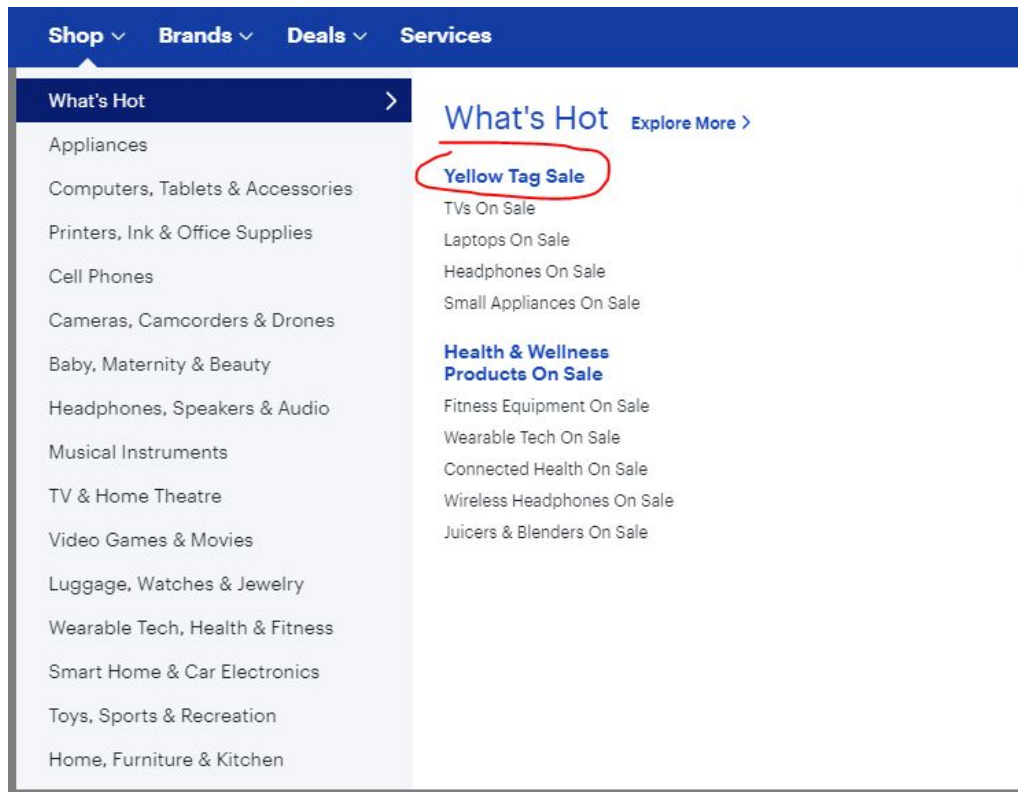 Shop Brands Deals Services
What's Hot
Appliances
Computers, Tablets & Accessories
Printers, Ink & Office Supplies
Cell Phones
Cameras, Camcorders & Drones
Baby, Maternity & Beauty
Headphones, Speakers & Audio
Musical Instruments
TV & Home Theatre
Video Games & Movies
Luggage, Watches & Jewelry
Wearable Tech, Health & Fitness
Smart Home & Car Electronics
Toys, Sports & Recreation
Home, Furniture & Kitchen
What's Hot Explore More
Yellow Tag Sale
TVs On Sale
Laptops On Sale
Headphones On Sale
Small Appliances On Sale
Health & Wellness
Products On Sale
Fitness Equipment On Sale
Wearable Tech On Sale
Connected Health On Sale
Wireless Headphones On Sale
Juicers & Blenders On Sale